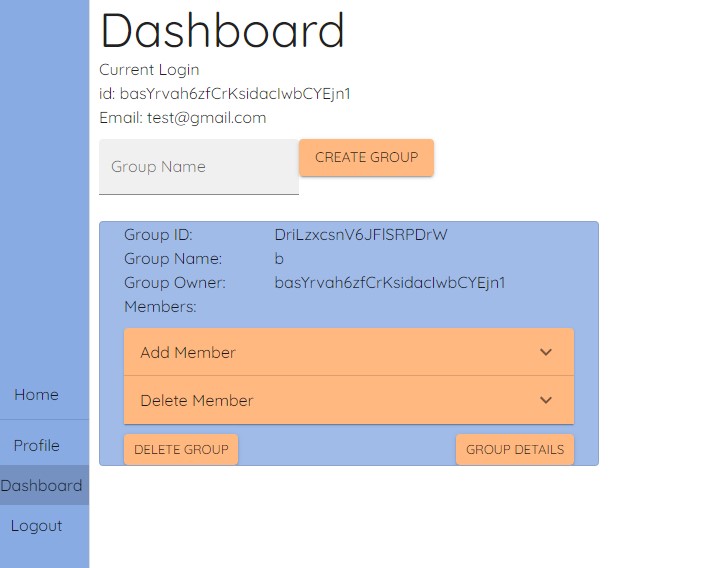 Dashboard
Current Login
id: basYrvah6zfCrKsidacIwbCYEjn1
Email: test@gmail.com
Group Name
CREATE GROUP
Group ID: DriLzxcsnV6JFlSRPDrW
Group Name: b
Group Owner: basYrvah6zfCrKsidacIwbCYEjn1
Members:
Add Member
Delete Member
DELETE GROUP
GROUP DETAILS
Home
Profile
Dashboard
Logout